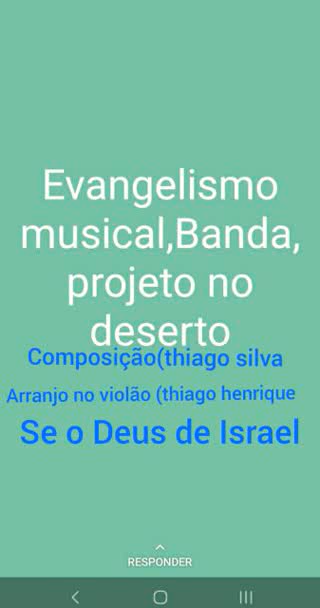 Evangelismo
musical,Banda,
projeto no
deserto
Composição(thiago silva
Arranjo no violão (thiago henrique
Se o Deus de Israel
RESPONDER